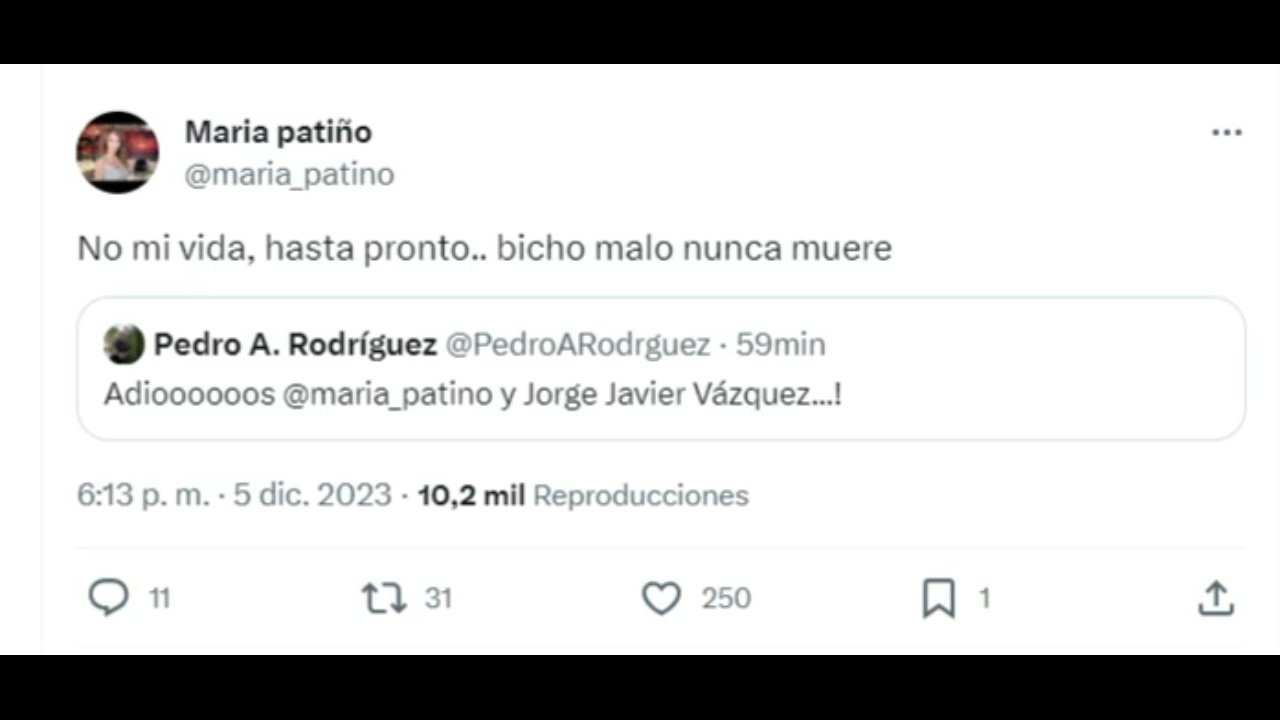 Maria patiño
@maria_patino
No mi vida, hasta pronto.. bicho malo nunca muere
Pedro A. Rodríguez @PedroARodrguez · 59min
Adioooooos @maria_patino y Jorge Javier Vázquez...!
6:13 p. m. · 5 dic. 2023 · 10,2 mil Reproducciones
11 31 250 1